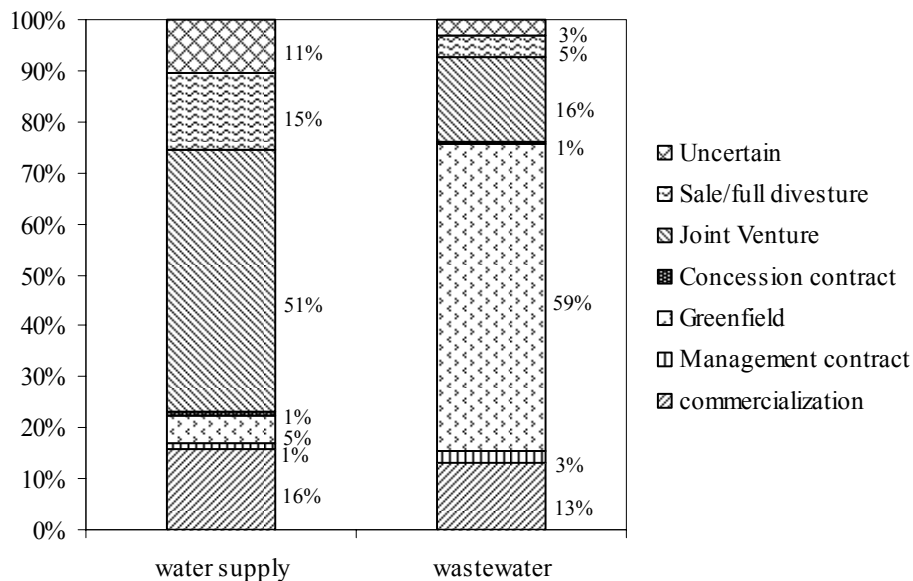 100%
90%
80%
70%
60%
50%
40%
30%
20%
10%
0%
11%
15%
51%
1%
5%
1%
16%
3%
5%
16%
1%
59%
3%
13%
water supply
wastewater
Uncertain
Sale/full divesture
Joint Venture
Concession contract
Greenfield
Management contract
commercialization